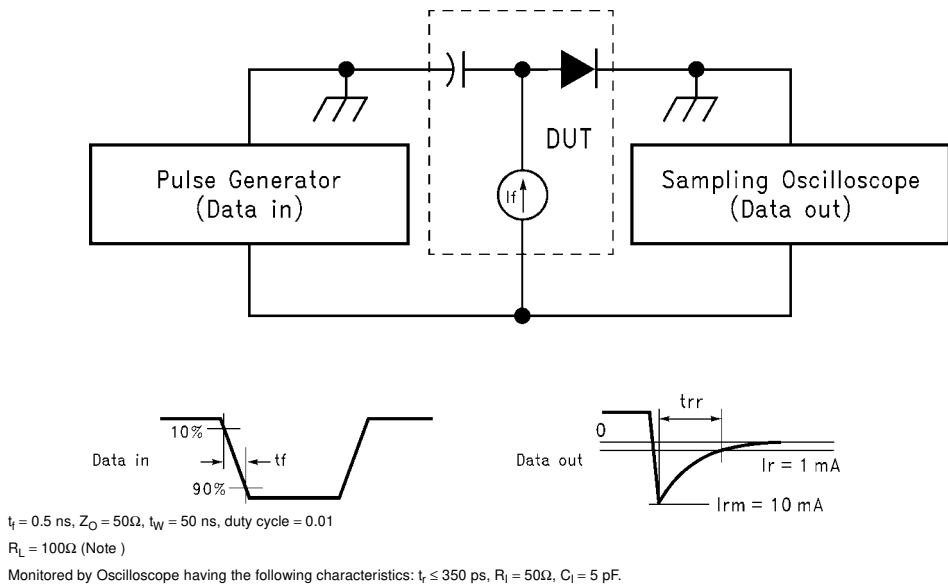 DUT
Pulse Generator
(Data in)
If
Sampling Oscilloscope
(Data out)
10%
Data in
tf
90%
trr
0
Data out
Ir = 1 mA
Irm = 10 mA
tf = 0.5 ns, ZO = 50Ω, tW = 50 ns, duty cycle = 0.01
RL = 100Ω (Note )
Monitored by Oscilloscope having the following characteristics: tr ≤ 350 ps, RI = 50Ω, CI = 5 pF.